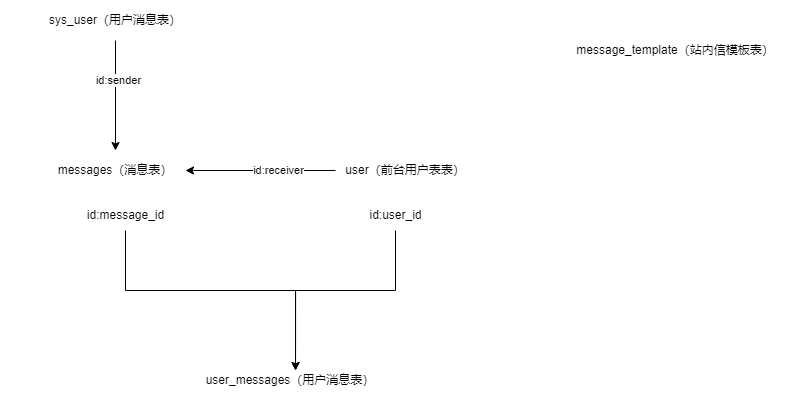 sys_user（用户消息表）
message_template（站内信模板表）
id:sender
messages（消息表）
id:receiver
user（前台用户表表）
id:message_id
id:user_id
user_messages（用户消息表）